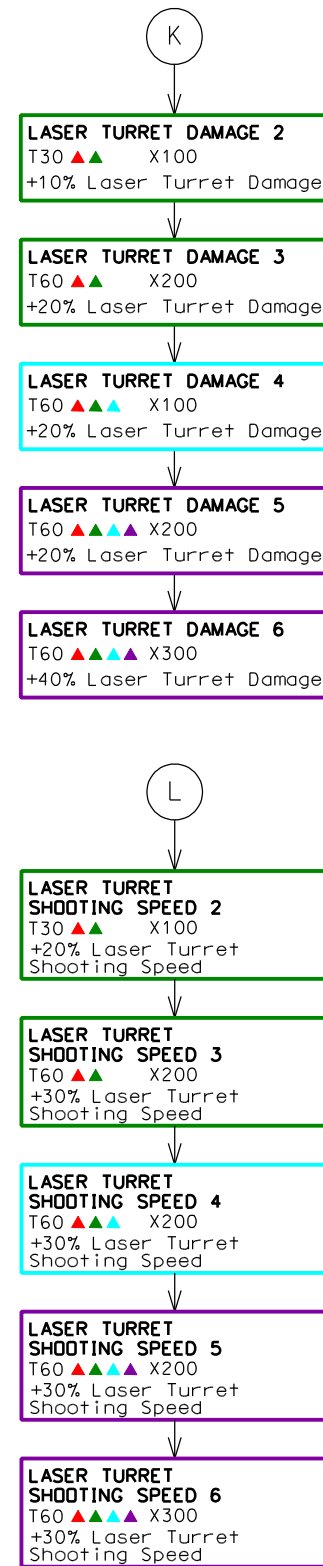 K
LASER TURRET DAMAGE 2
T30 X100
+10% Laser Turret Damage
LASER TURRET DAMAGE 3
T60 X200
+20% Laser Turret Damage
LASER TURRET DAMAGE 4
T60 X100
+20% Laser Turret Damage
LASER TURRET DAMAGE 5
T60 X200
+20% Laser Turret Damage
LASER TURRET DAMAGE 6
T60 X300
+40% Laser Turret Damage
L
LASER TURRET
SHOOTING SPEED 2
T30 X100
+20% Laser Turret
Shooting Speed
LASER TURRET
SHOOTING SPEED 3
T60 X200
+30% Laser Turret
Shooting Speed
LASER TURRET
SHOOTING SPEED 4
T60 X200
+30% Laser Turret
Shooting Speed
LASER TURRET
SHOOTING SPEED 5
T60 X200
+30% Laser Turret
Shooting Speed
LASER TURRET
SHOOTING SPEED 6
T60 X300
+30% Laser Turret
Shooting Speed